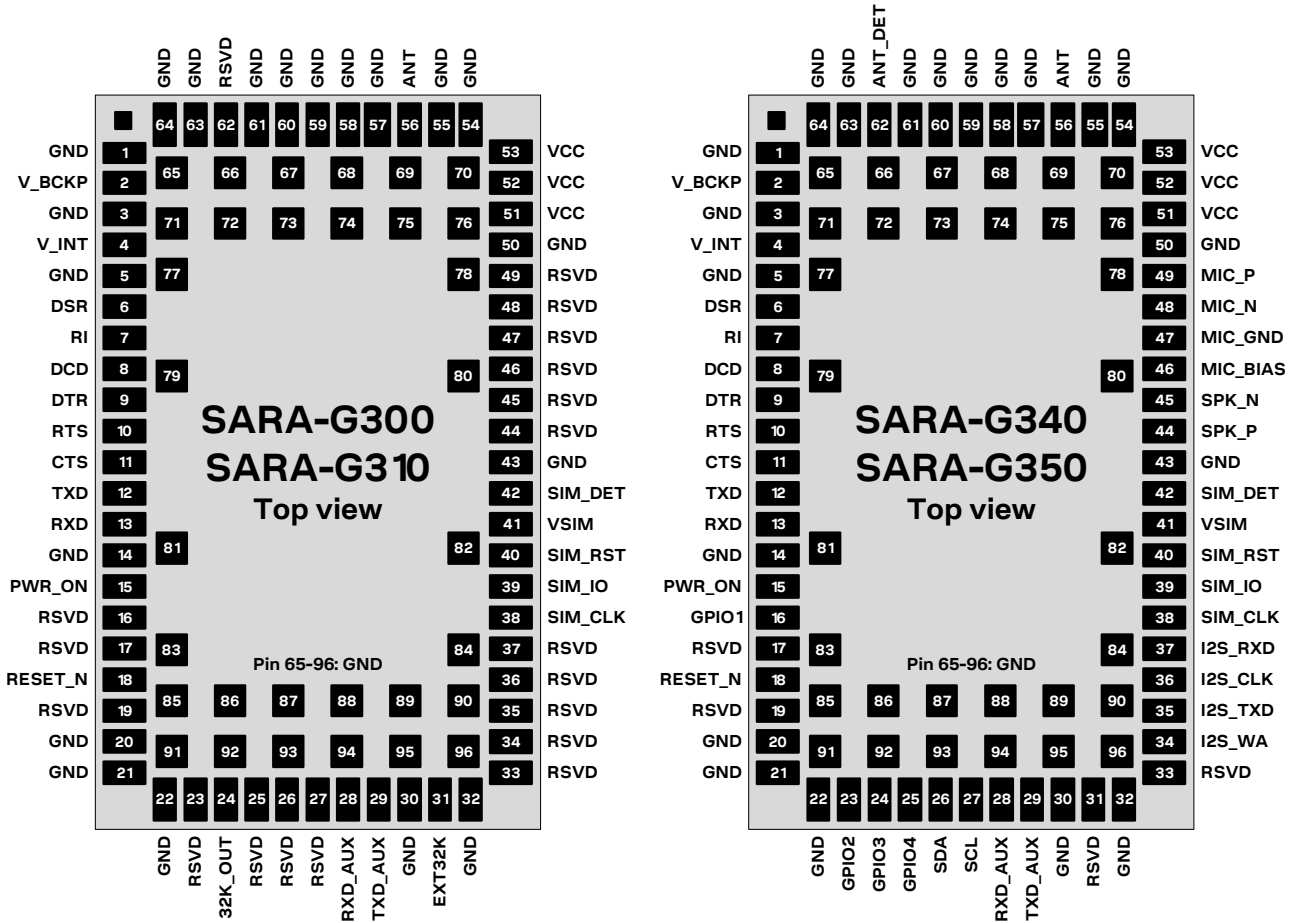 GND GND RSVD GND GND GND GND GND ANT GND GND
64 63 62 61 60 59 58 57 56 55 54
GND 1 53 VCC
V_BCKP 2 65 66 67 68 69 70 52 VCC
GND 3 71 72 73 74 75 76 51 VCC
V_INT 4 50 GND
GND 5 77 78 49 RSVD
DSR 6 48 RSVD
RI 7 47 RSVD
DCD 8 79 80 46 RSVD
DTR 9 45 RSVD
RTS 10 44 RSVD
CTS 11 43 GND
TXD 12 42 SIM_DET
RXD 13 41 VSIM
GND 14 81 82 40 SIM_RST
PWR_ON 15 39 SIM_IO
RSVD 16 38 SIM_CLK
RSVD 17 83 84 37 RSVD
RESET_N 18 36 RSVD
RSVD 19 85 86 87 88 89 90 35 RSVD
GND 20 91 92 93 94 95 96 34 RSVD
GND 21 33 RSVD
22 23 24 25 26 27 28 29 30 31 32
GND RSVD 32K_OUT RSVD RSVD RSVD RXD_AUX TXD_AUX GND EXT32K GND
SARA-G300
SARA-G310
Top view
Pin 65-96: GND
GND GND ANT_DET GND GND GND GND GND ANT GND GND
64 63 62 61 60 59 58 57 56 55 54
GND 1 53 VCC
V_BCKP 2 65 66 67 68 69 70 52 VCC
GND 3 71 72 73 74 75 76 51 VCC
V_INT 4 50 GND
GND 5 77 78 49 MIC_P
DSR 6 48 MIC_N
RI 7 47 MIC_GND
DCD 8 79 80 46 MIC_BIAS
DTR 9 45 SPK_N
RTS 10 44 SPK_P
CTS 11 43 GND
TXD 12 42 SIM_DET
RXD 13 41 VSIM
GND 14 81 82 40 SIM_RST
PWR_ON 15 39 SIM_IO
GPIO1 16 38 SIM_CLK
RSVD 17 83 84 37 I2S_RXD
RESET_N 18 36 I2S_CLK
RSVD 19 85 86 87 88 89 90 35 I2S_TXD
GND 20 91 92 93 94 95 96 34 I2S_WA
GND 21 33 RSVD
22 23 24 25 26 27 28 29 30 31 32
GND GPIO2 GPIO3 GPIO4 SDA SCL RXD_AUX TXD_AUX GND RSVD GND
SARA-G340
SARA-G350
Top view
Pin 65-96: GND